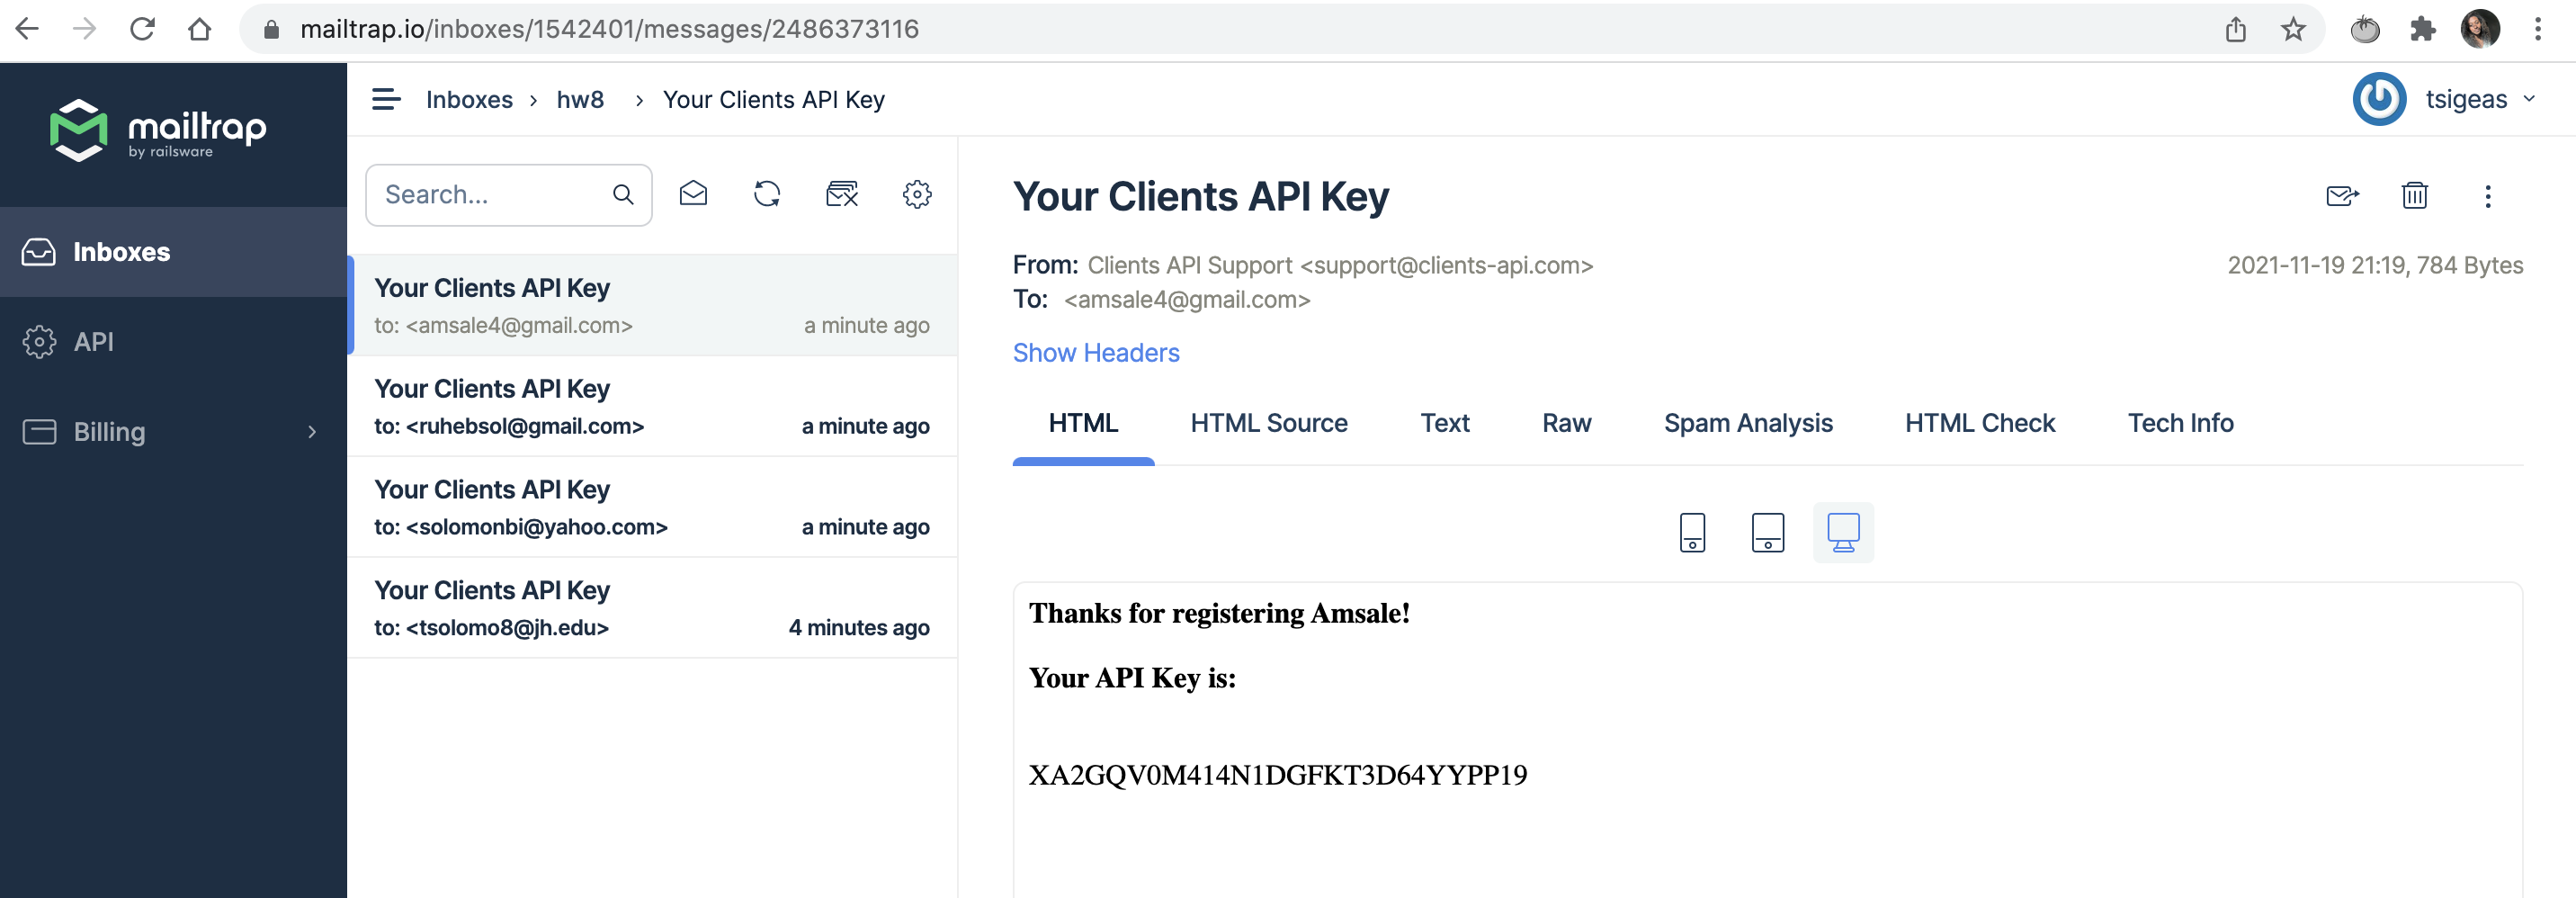 mailtrap.io/inboxes/1542401/messages/2486373116
mailtrap
by railsware
Inboxes
API
Billing
Inboxes > hw8 > Your Clients API Key
tsigeas
Search...
Your Clients API Key
to: <amsale4@gmail.com> a minute ago
Your Clients API Key
to: <ruhebsol@gmail.com> a minute ago
Your Clients API Key
to: <solomonbi@yahoo.com> a minute ago
Your Clients API Key
to: <tsolomo8@jh.edu> 4 minutes ago
Your Clients API Key
From: Clients API Support <support@clients-api.com>
2021-11-19 21:19, 784 Bytes
To: <amsale4@gmail.com>
Show Headers
HTML HTML Source Text Raw Spam Analysis HTML Check Tech Info
Thanks for registering Amsale!
Your API Key is:
XA2GQV0M414N1DGFKT3D64YYPP19